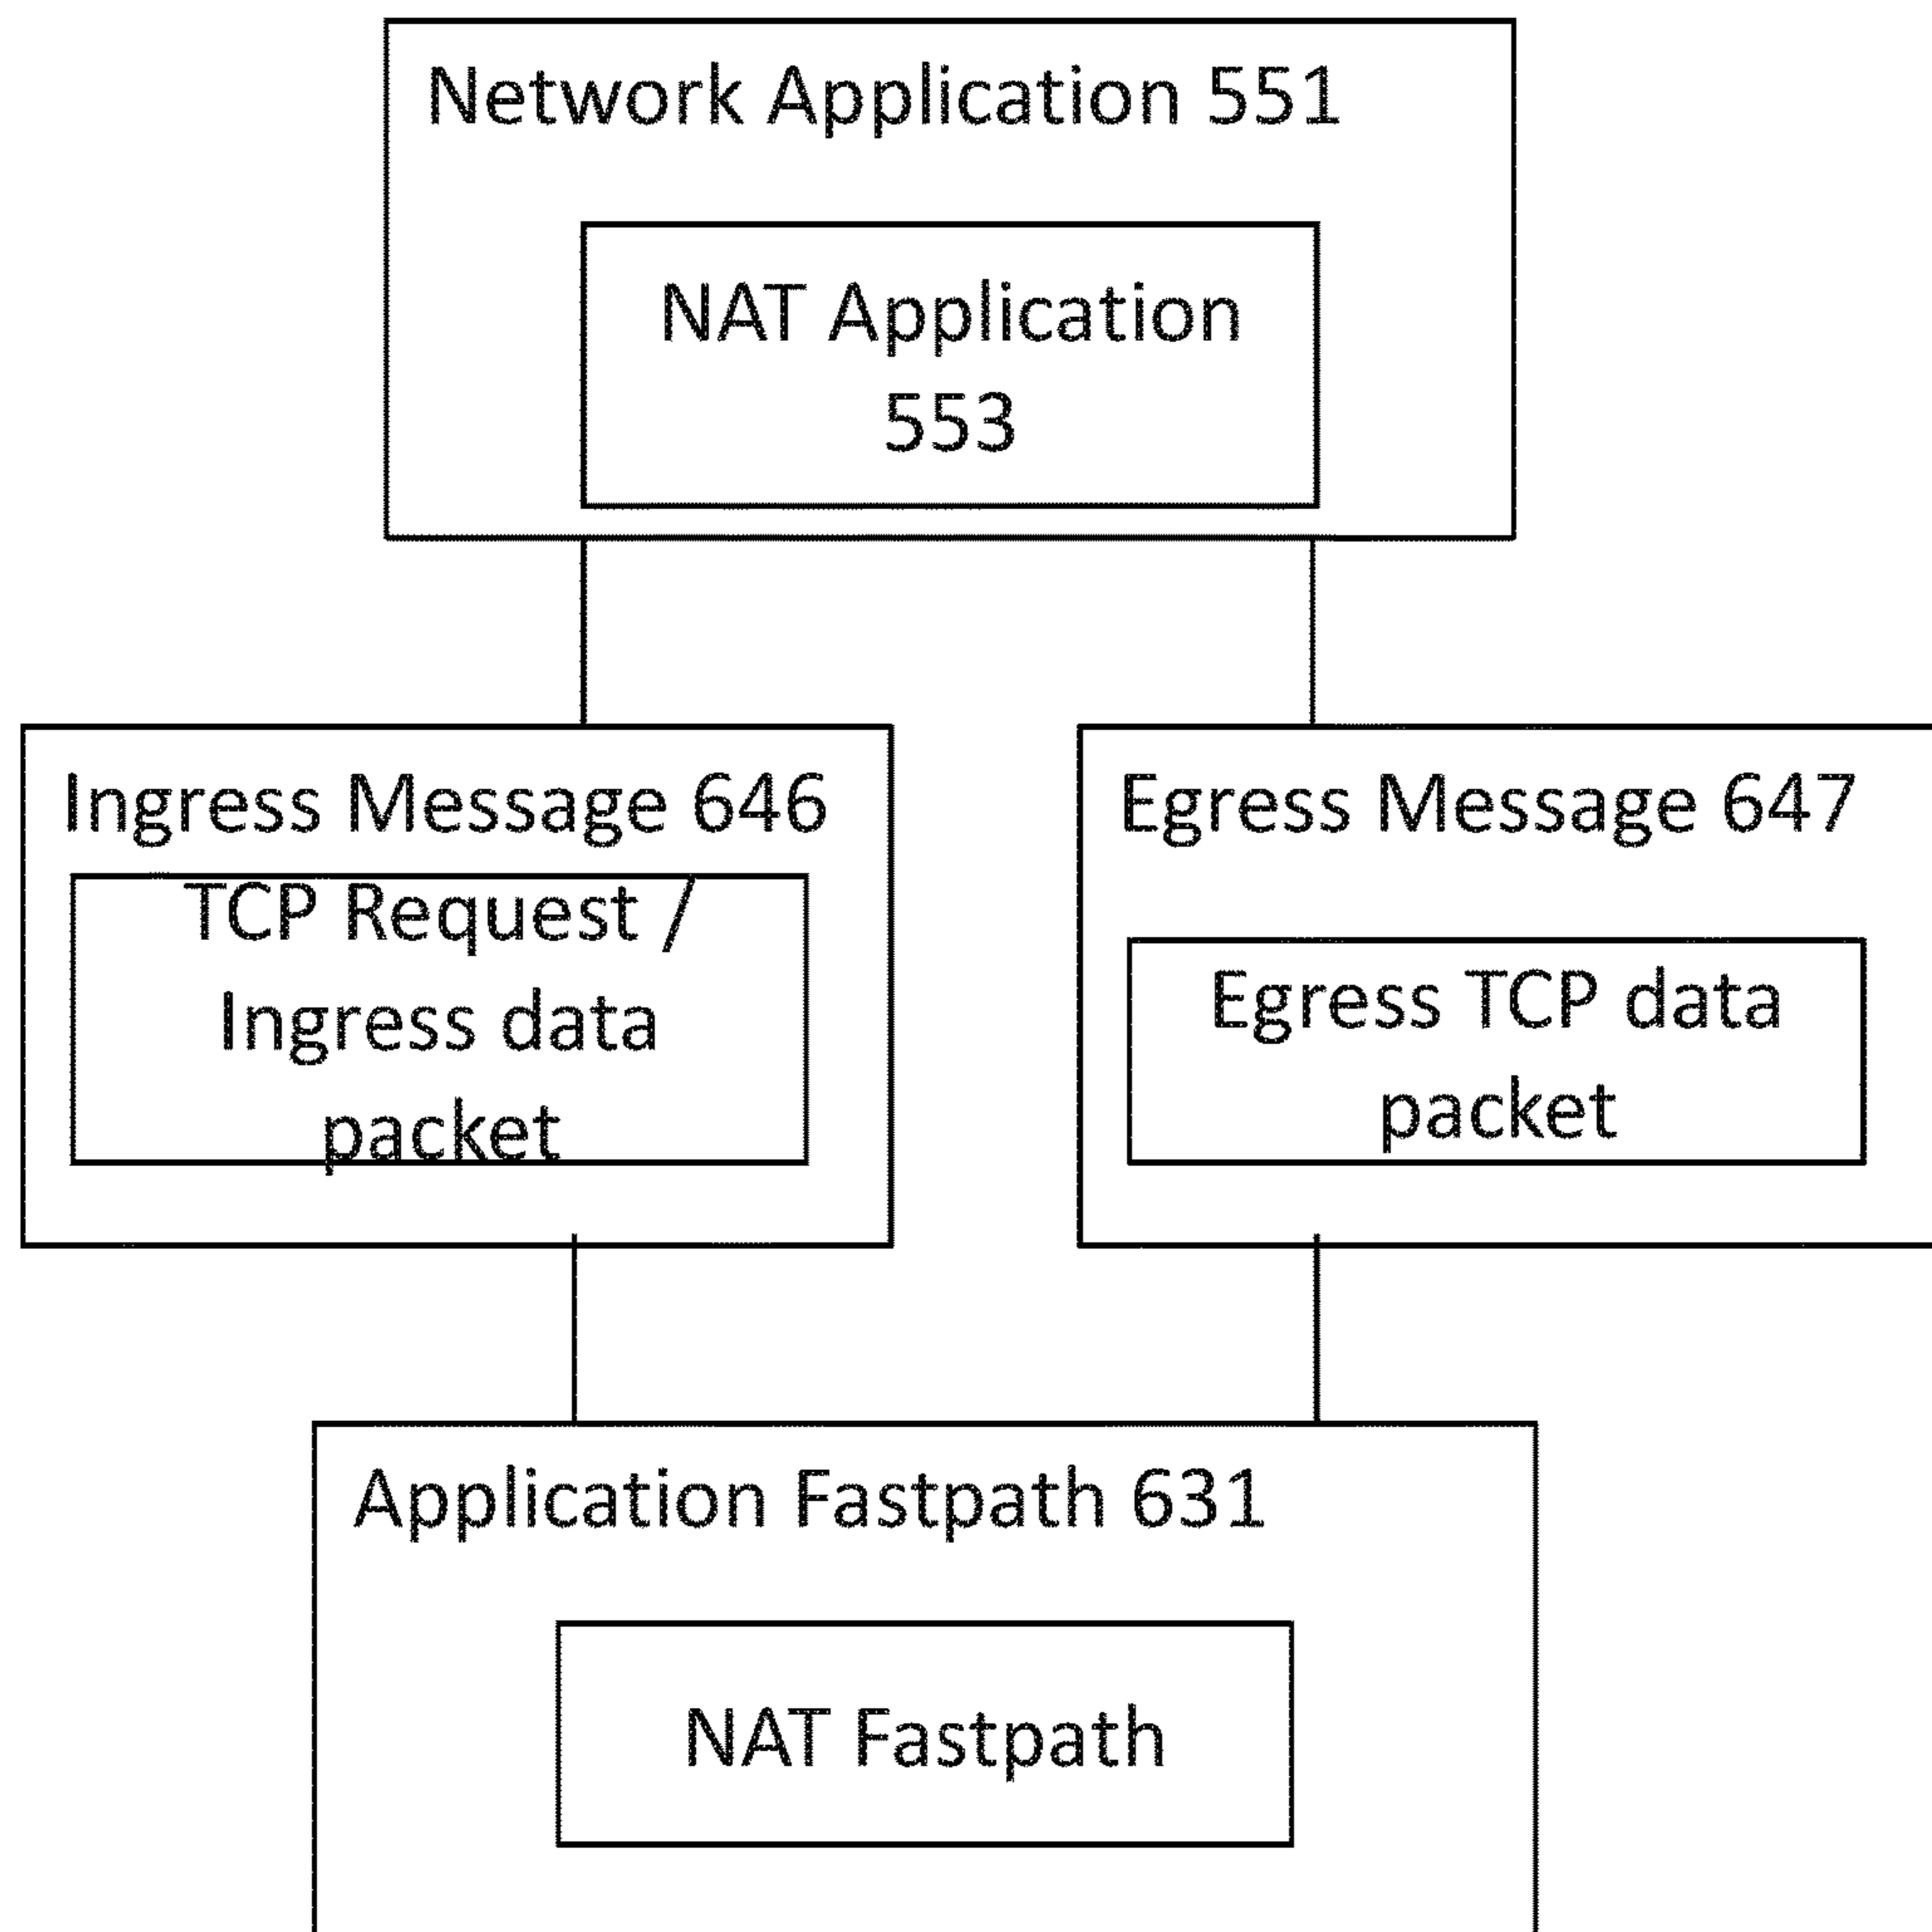 Network Application 551
NAT Application
553
Ingress Message 646
TCP Request /
Ingress data
packet
Egress Message 647
Egress TCP data
packet
Application Fastpath 631
NAT Fastpath